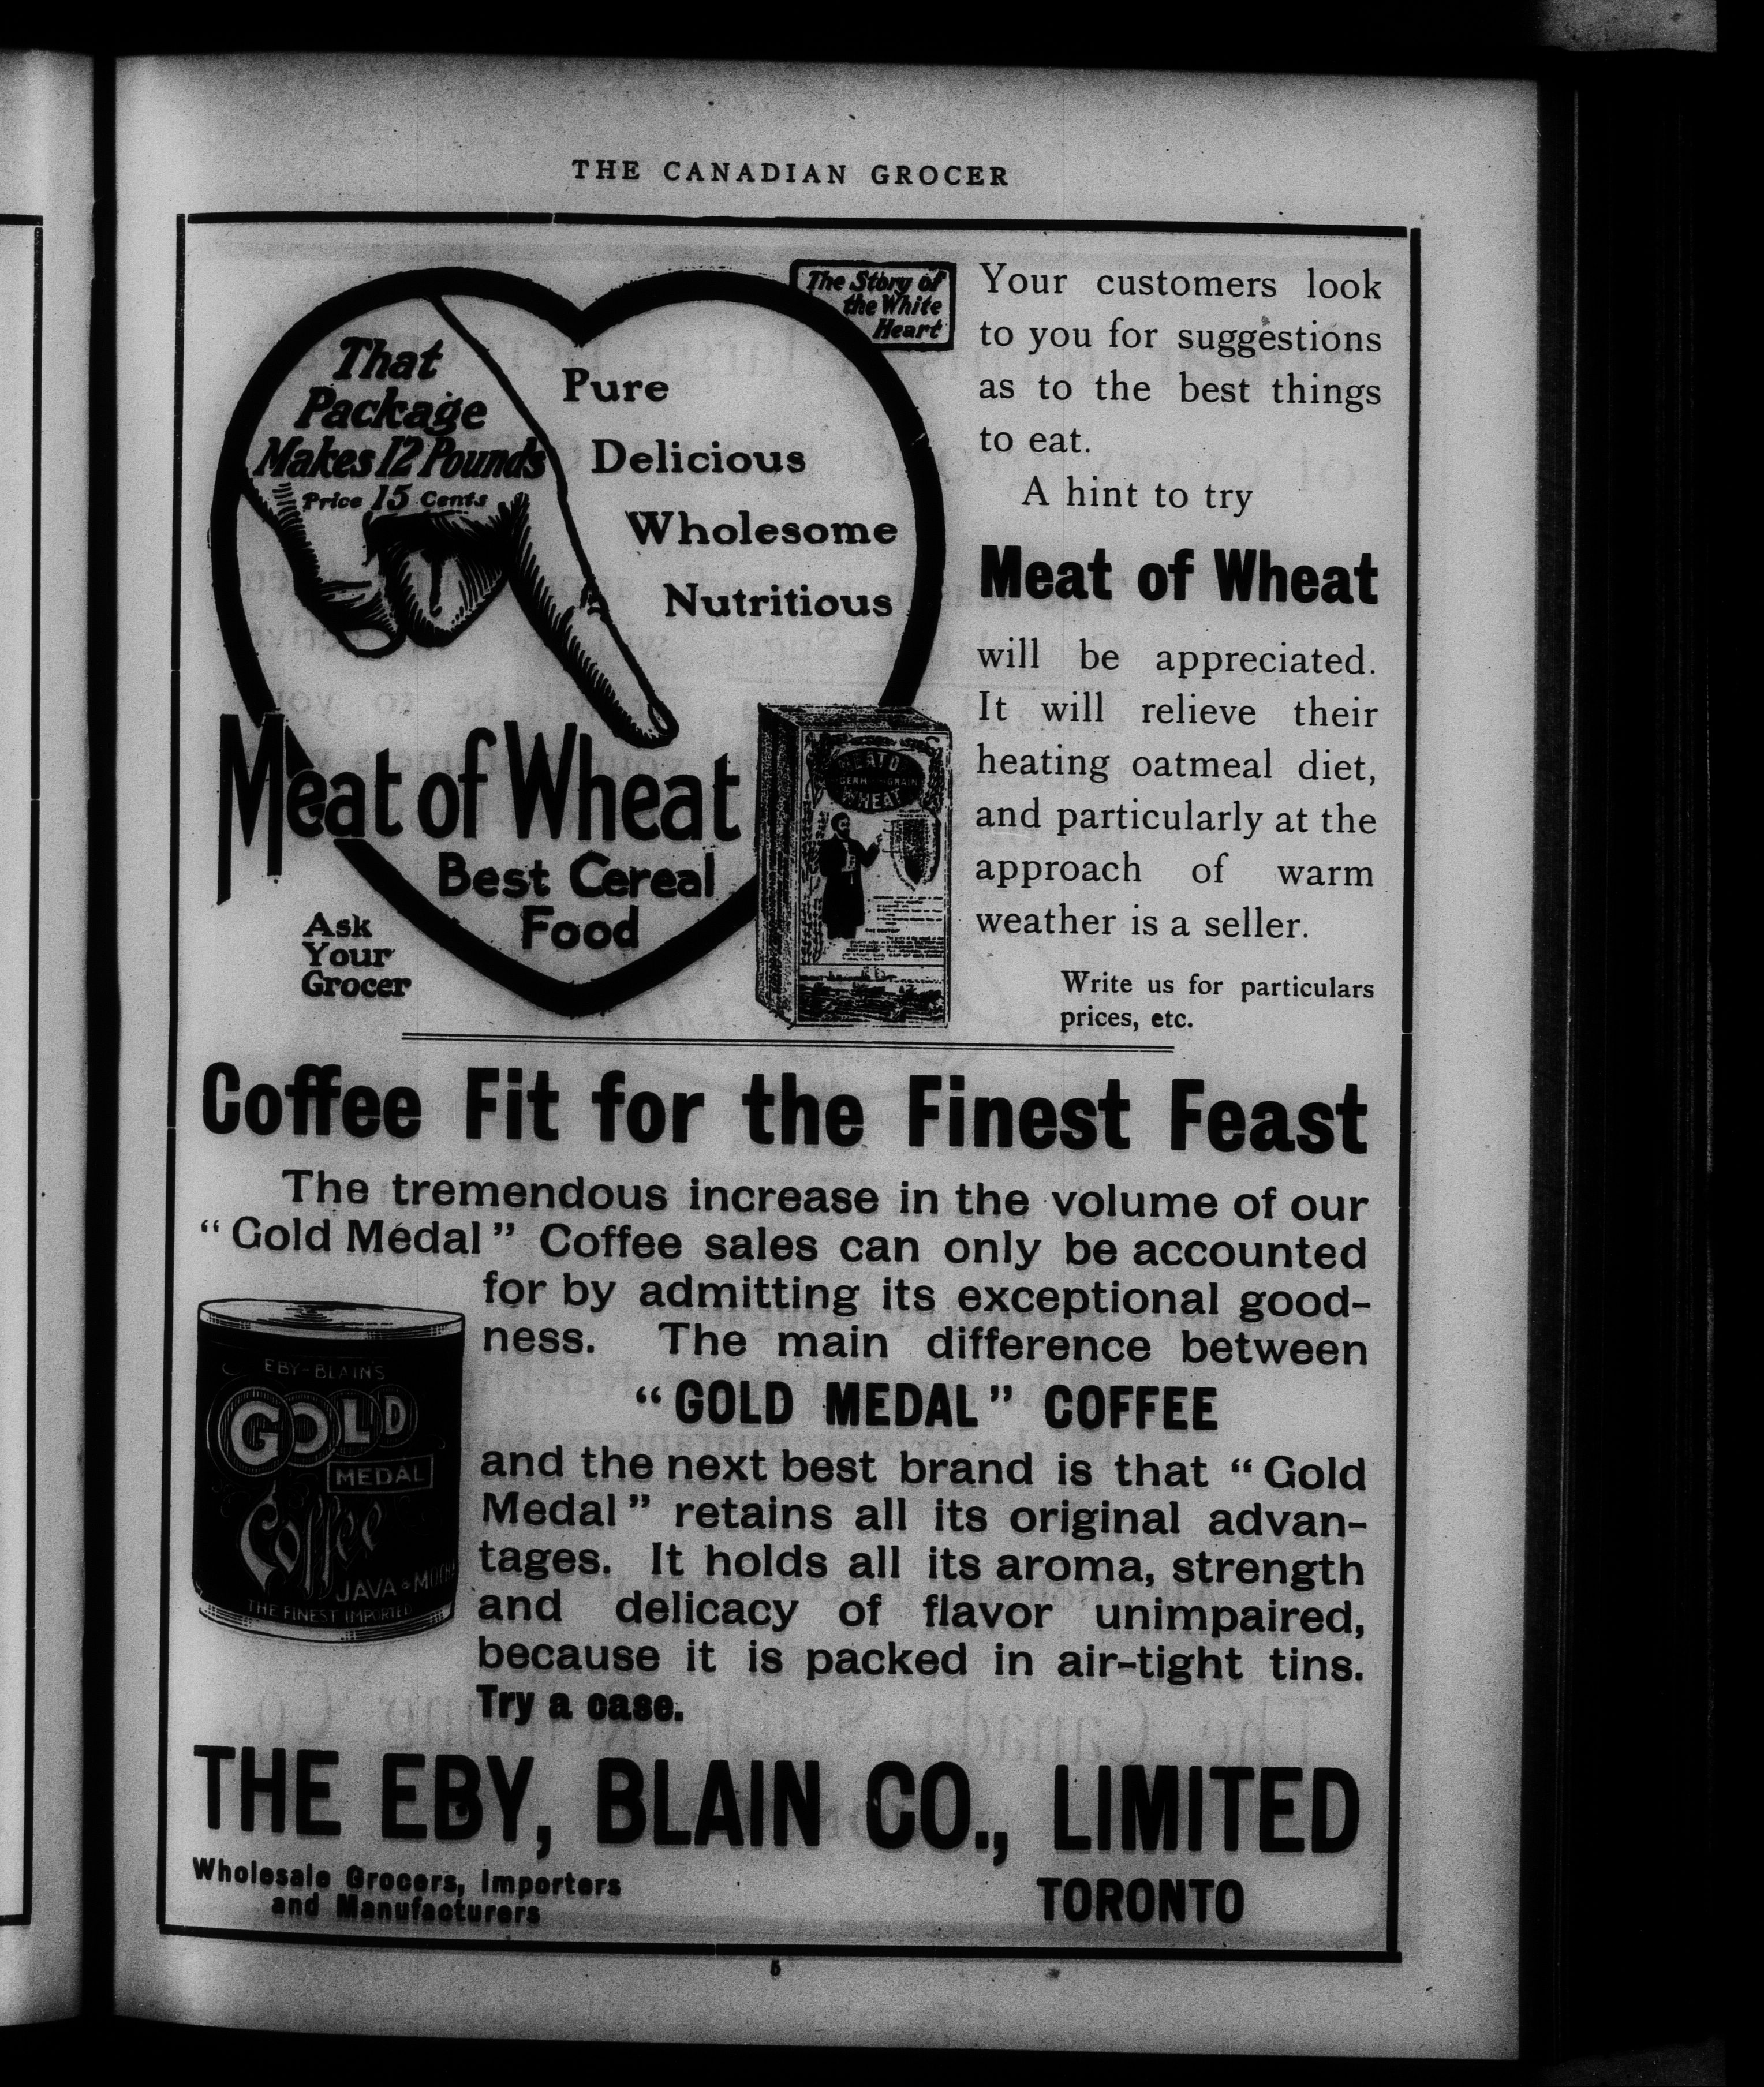 THE CANADIAN GROCER
The Story of
the White
Heart
That
Package
Makes 12 Pounds
Price 15 Cents
Pure
Delicious
Wholesome
Nutritious
Meat of Wheat
Best Cereal
Food
Ask
Your
Grocer
GERM GRAIN
WHEAT
Your customers look
to you for suggestions
as to the best things
to eat.
A hint to try
Meat of Wheat
will be appreciated.
It will relieve their
heating oatmeal diet,
and particularly at the
approach of warm
weather is a seller.
Write us for particulars
prices, etc.
Coffee Fit for the Finest Feast
The tremendous increase in the volume of our
“Gold Medal” Coffee sales can only be accounted
for by admitting its exceptional good-
ness. The main difference between
“GOLD MEDAL” COFFEE
and the next best brand is that “Gold
Medal” retains all its original advan-
tages. It holds all its aroma, strength
and delicacy of flavor unimpaired,
because it is packed in air-tight tins.
Try a case.
EBY-BLAIN'S
GOLD
MEDAL
Coffee
JAVA & MOCHA
THE FINEST IMPORTED
THE EBY, BLAIN CO., LIMITED
Wholesale Grocers, Importers
and Manufacturers
TORONTO
5